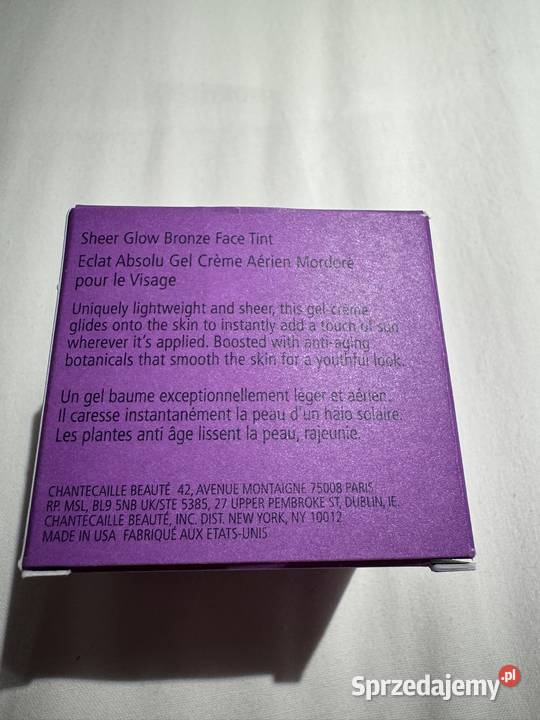 Sheer Glow Bronze Face Tint
Eclat Absolu Gel Crème Aérien Mordoré
pour le Visage
Uniquely lightweight and sheer, this gel-crème
glides onto the skin to instantly add a touch of sun
wherever it's applied. Boosted with anti-aging
botanicals that smooth the skin for a youthful look.
Un gel baume exceptionnellement léger et aérien.
Il caresse instantanément la peau d'un halo solaire.
Les plantes anti âge lissent la peau, rajeunie.
CHANTECAILLE BEAUTÉ 42, AVENUE MONTAIGNE 75008 PARIS
RP. MSL, BL9 5NB UK/STE 5385, 27 UPPER PEMBROKE ST, DUBLIN, IE.
CHANTECAILLE BEAUTÉ, INC. DIST. NEW YORK, NY 10012
MADE IN USA FABRIQUÉ AUX ETATS-UNIS
Sprzedajemy.pl